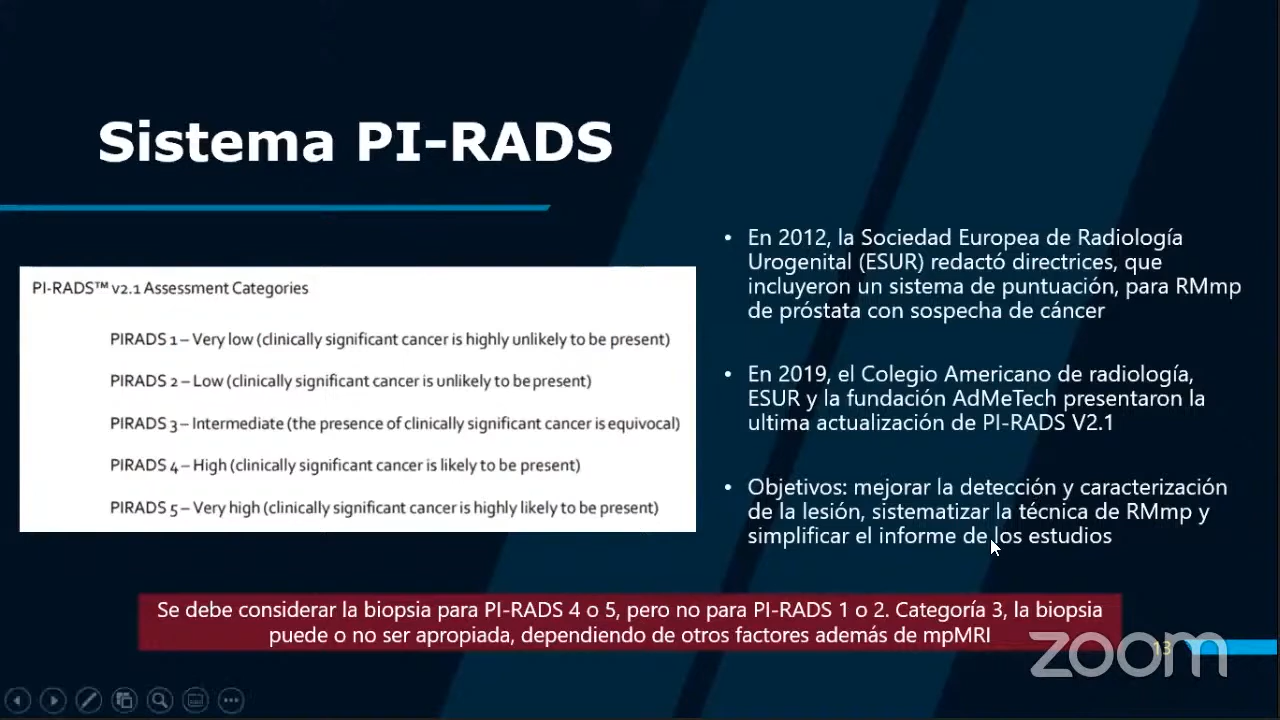 Sistema PI-RADS
PI-RADS™ v2.1 Assessment Categories
PIRADS 1 – Very low (clinically significant cancer is highly unlikely to be present)
PIRADS 2 – Low (clinically significant cancer is unlikely to be present)
PIRADS 3 – Intermediate (the presence of clinically significant cancer is equivocal)
PIRADS 4 – High (clinically significant cancer is likely to be present)
PIRADS 5 – Very high (clinically significant cancer is highly likely to be present)
• En 2012, la Sociedad Europea de Radiología
Urogenital (ESUR) redactó directrices, que
incluyeron un sistema de puntuación, para RMmp
de próstata con sospecha de cáncer
• En 2019, el Colegio Americano de radiología,
ESUR y la fundación AdMeTech presentaron la
ultima actualización de PI-RADS V2.1
• Objetivos: mejorar la detección y caracterización
de la lesión, sistematizar la técnica de RMmp y
simplificar el informe de los estudios
Se debe considerar la biopsia para PI-RADS 4 o 5, pero no para PI-RADS 1 o 2. Categoría 3, la biopsia
puede o no ser apropiada, dependiendo de otros factores además de mpMRI
13
zoom